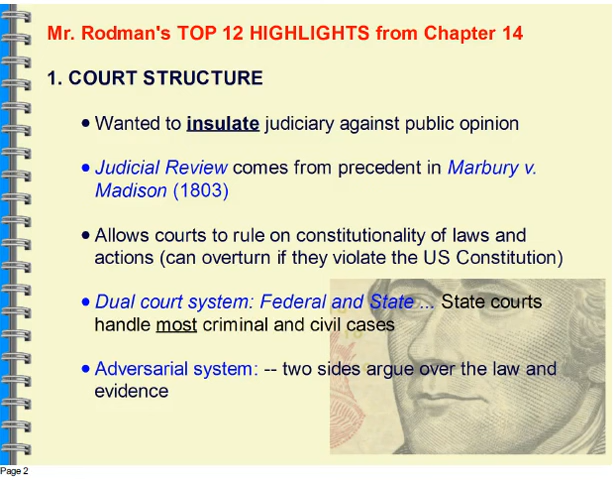 Mr. Rodman's TOP 12 HIGHLIGHTS from Chapter 14
1. COURT STRUCTURE
• Wanted to insulate judiciary against public opinion
• Judicial Review comes from precedent in Marbury v.
Madison (1803)
• Allows courts to rule on constitutionality of laws and
actions (can overturn if they violate the US Constitution)
• Dual court system: Federal and State ... State courts
handle most criminal and civil cases
• Adversarial system: -- two sides argue over the law and
evidence
Page 2